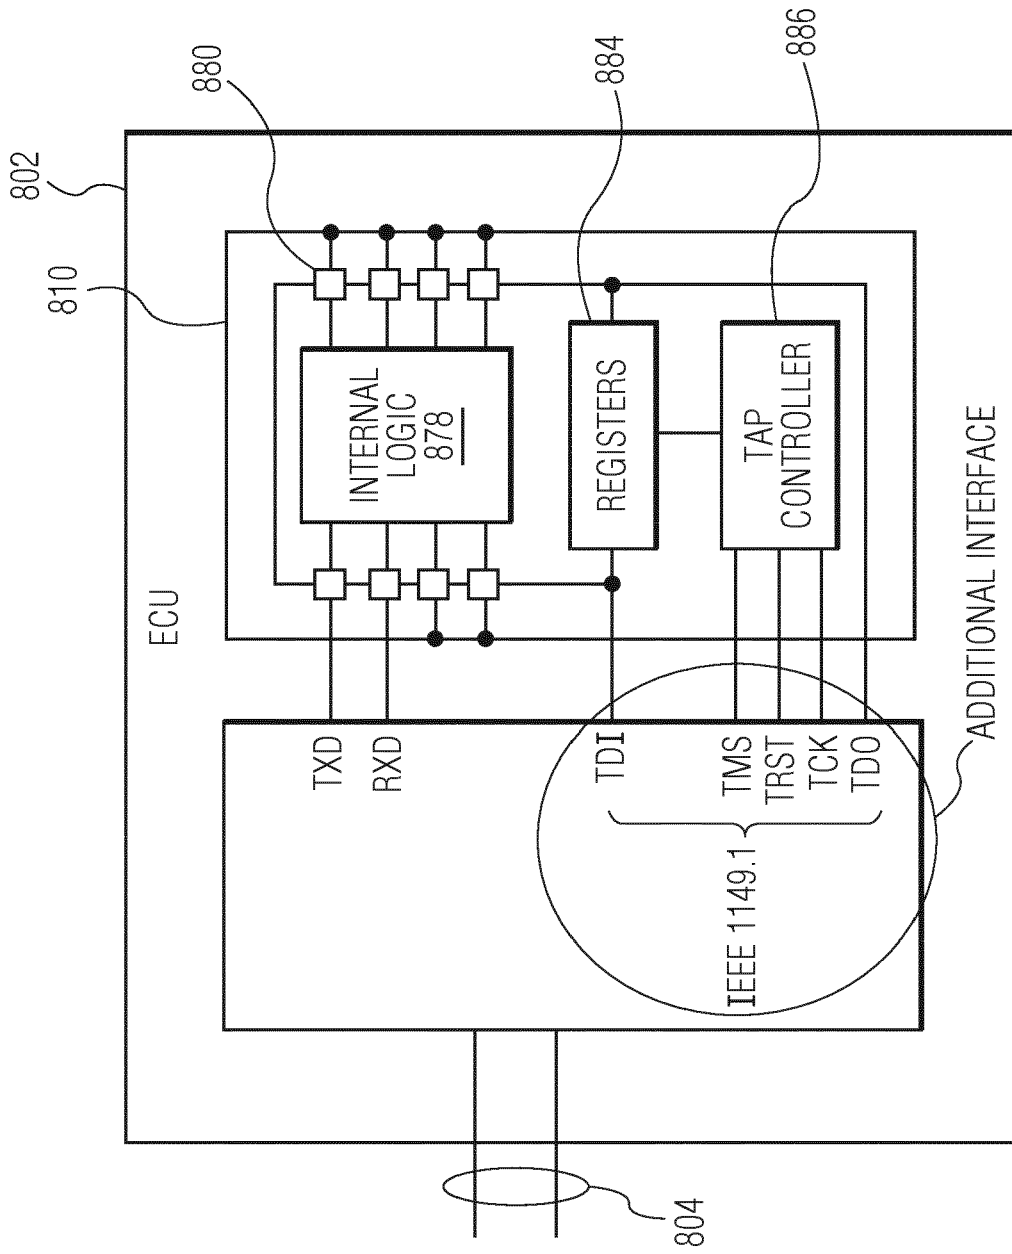 802
ECU
810
880
INTERNAL
LOGIC
878
884
REGISTERS
886
TAP
CONTROLLER
TXD
RXD
TDI
TMS
TRST
TCK
TDO
IEEE 1149.1
ADDITIONAL INTERFACE
804